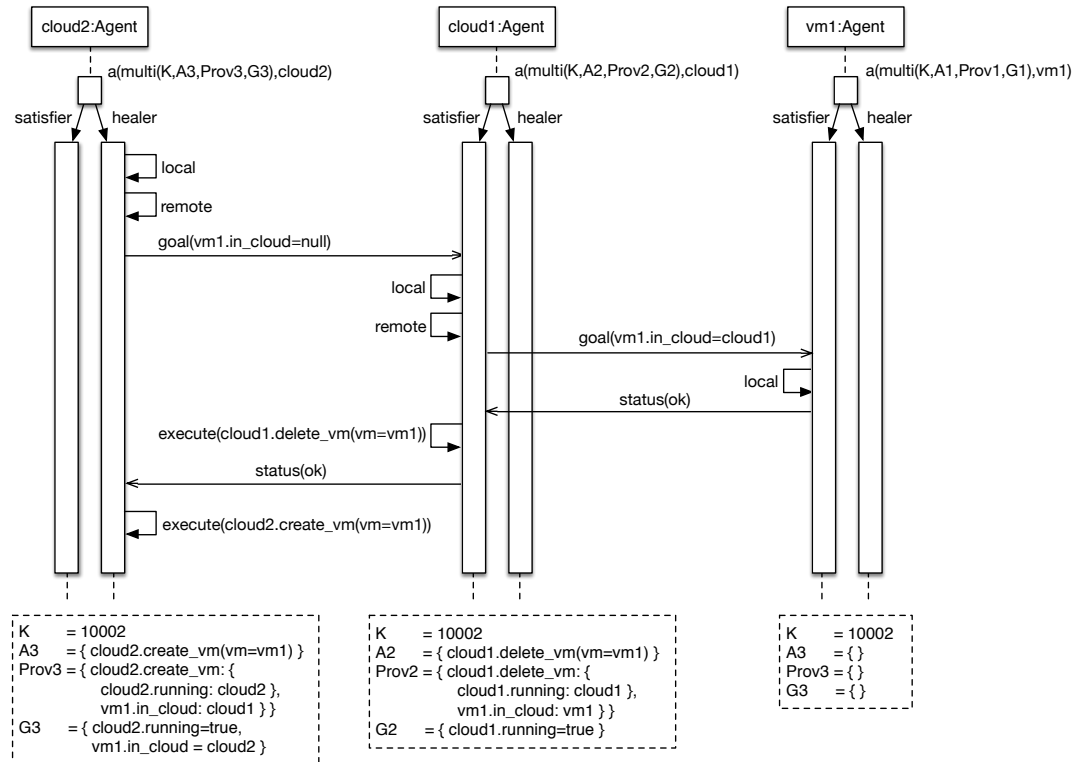 cloud2:Agent
cloud1:Agent
vm1:Agent
a(multi(K,A3,Prov3,G3),cloud2)
a(multi(K,A2,Prov2,G2),cloud1)
a(multi(K,A1,Prov1,G1),vm1)
satisfier
healer
satisfier
healer
satisfier
healer
local
remote
goal(vm1.in_cloud=null)
local
remote
goal(vm1.in_cloud=cloud1)
local
status(ok)
execute(cloud1.delete_vm(vm=vm1))
status(ok)
execute(cloud2.create_vm(vm=vm1))
K = 10002
A3 = { cloud2.create_vm(vm=vm1) }
Prov3 = { cloud2.create_vm: {
cloud2.running: cloud2 },
vm1.in_cloud: cloud1 } }
G3 = { cloud2.running=true,
vm1.in_cloud = cloud2 }
K = 10002
A2 = { cloud1.delete_vm(vm=vm1) }
Prov2 = { cloud1.delete_vm: {
cloud1.running: cloud1 },
vm1.in_cloud: vm1 } }
G2 = { cloud1.running=true }
K = 10002
A3 = { }
Prov3 = { }
G3 = { }